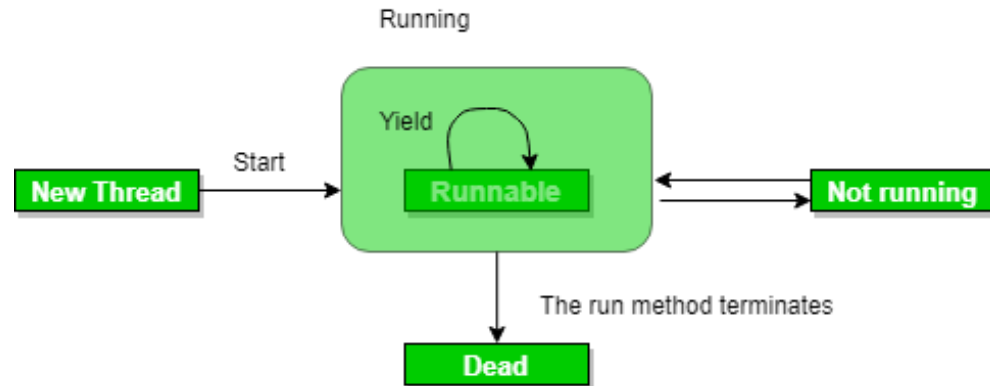 Running
Yield
Start
New Thread
Runnable
Not running
The run method terminates
Dead